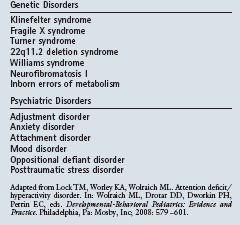 Genetic Disorders
Klinefelter syndrome
Fragile X syndrome
Turner syndrome
22q11.2 deletion syndrome
Williams syndrome
Neurofibromatosis I
Inborn errors of metabolism
Psychiatric Disorders
Adjustment disorder
Anxiety disorder
Attachment disorder
Mood disorder
Oppositional defiant disorder
Posttraumatic stress disorder
Adapted from Lock TM, Worley KA, Wolraich ML. Attention deficit/
hyperactivity disorder. In: Wolraich ML, Drotar DD, Dworkin PH,
Perrin EC, eds. Developmental-Behavioral Pediatrics: Evidence and
Practice. Philadelphia, Pa: Mosby, Inc; 2008: 579–601.